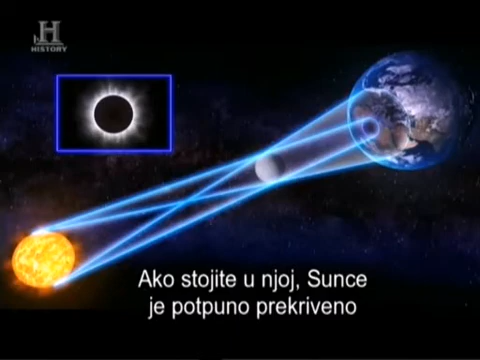 H
HISTORY
Ako stojite u njoj, Sunce
je potpuno prekriveno